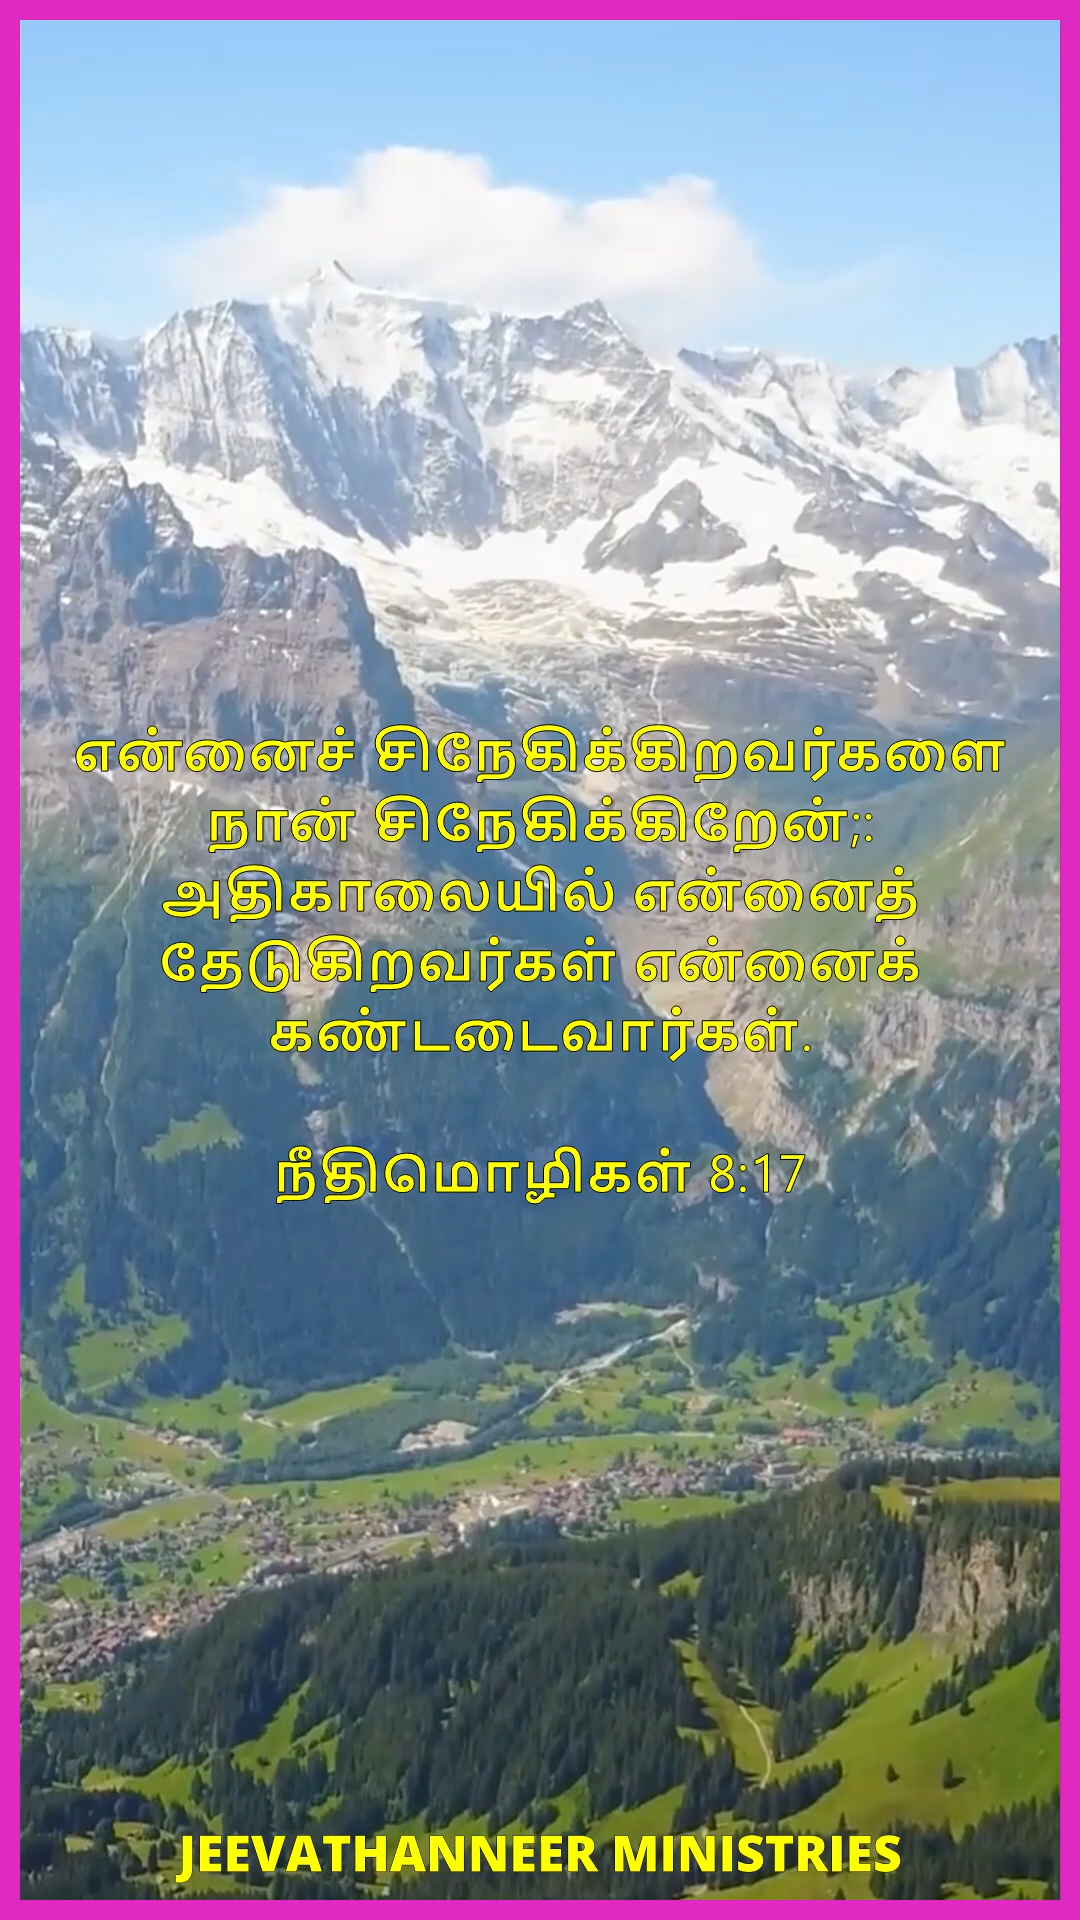 என்னைச் சிநேகிக்கிறவர்களை
நான் சிநேகிக்கிறேன்;:
அதிகாலையில் என்னைத்
தேடுகிறவர்கள் என்னைக்
கண்டடைவார்கள்.
நீதிமொழிகள் 8:17
JEEVATHANNEER MINISTRIES